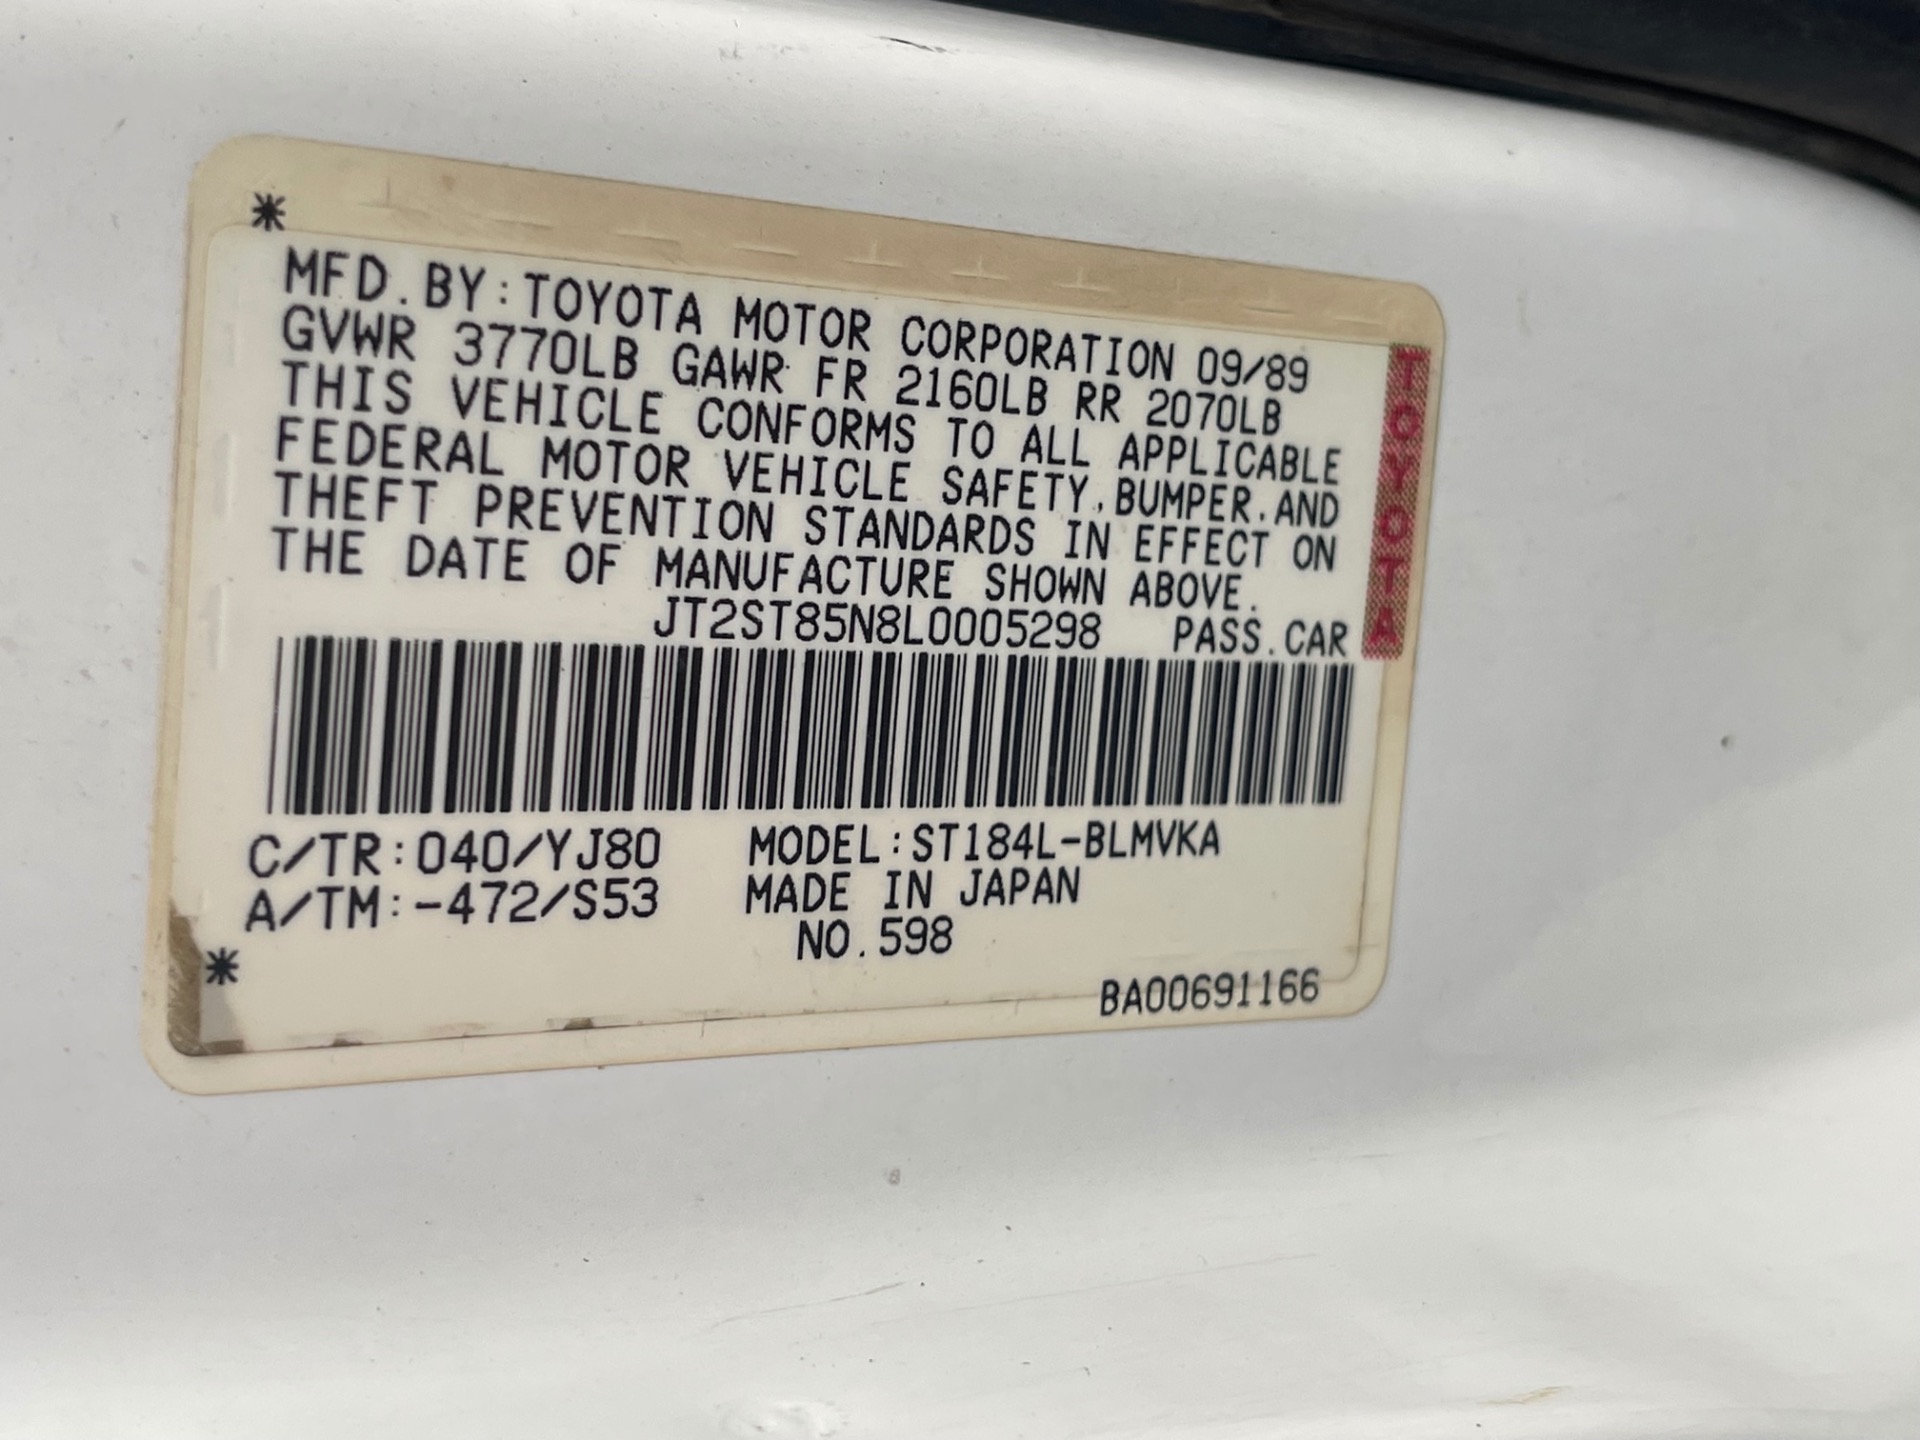 *
MFD.BY:TOYOTA MOTOR CORPORATION 09/89
GVWR 3770LB GAWR FR 2160LB RR 2070LB
THIS VEHICLE CONFORMS TO ALL APPLICABLE
FEDERAL MOTOR VEHICLE SAFETY,BUMPER,AND
THEFT PREVENTION STANDARDS IN EFFECT ON
THE DATE OF MANUFACTURE SHOWN ABOVE.
JT2ST85N8L0005298 PASS.CAR
TOYOTA
C/TR:040/YJ80 MODEL:ST184L-BLMVKA
A/TM:-472/S53 MADE IN JAPAN
NO.598
*
BA00691166